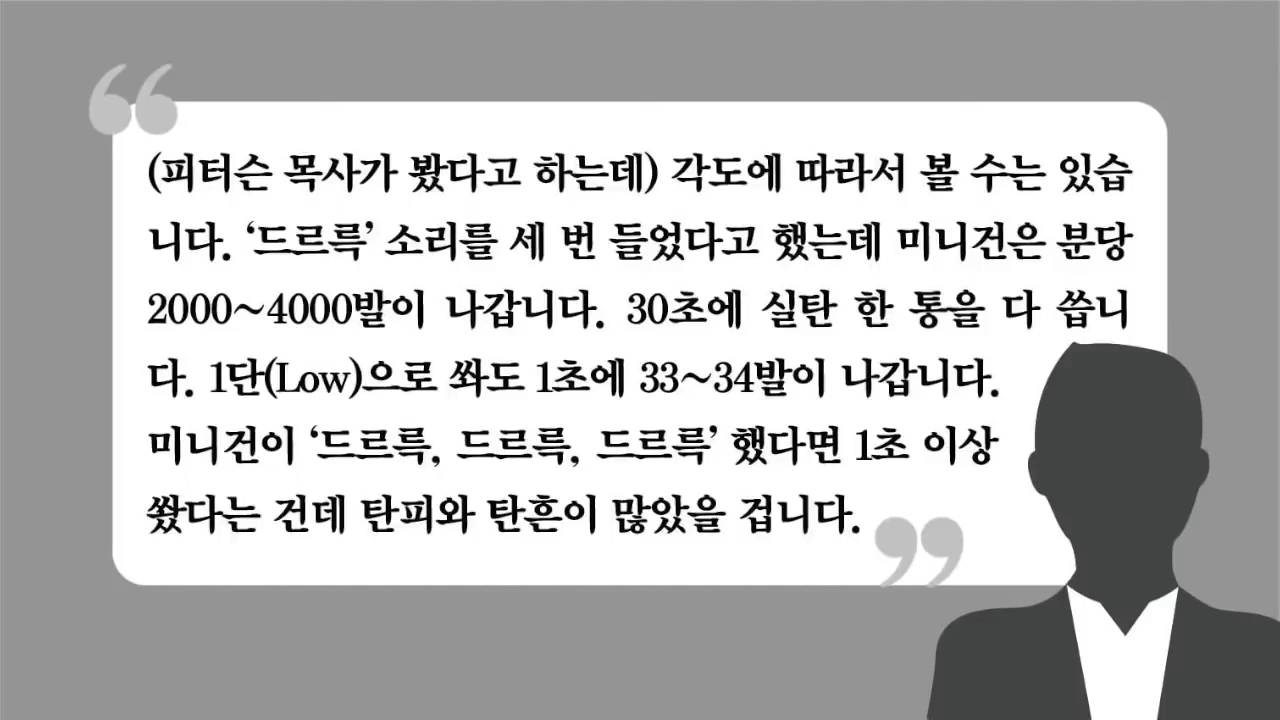 (피터슨 목사가 봤다고 하는데) 각도에 따라서 볼 수는 있습
니다. ‘드르륵’ 소리를 세 번 들었다고 했는데 미니건은 분당
2000~4000발이 나갑니다. 30초에 실탄 한 통을 다 씁니
다. 1단(Low)으로 쏴도 1초에 33~34발이 나갑니다.
미니건이 ‘드르륵, 드르륵, 드르륵’ 했다면 1초 이상
쐈다는 건데 탄피와 탄흔이 많았을 겁니다.